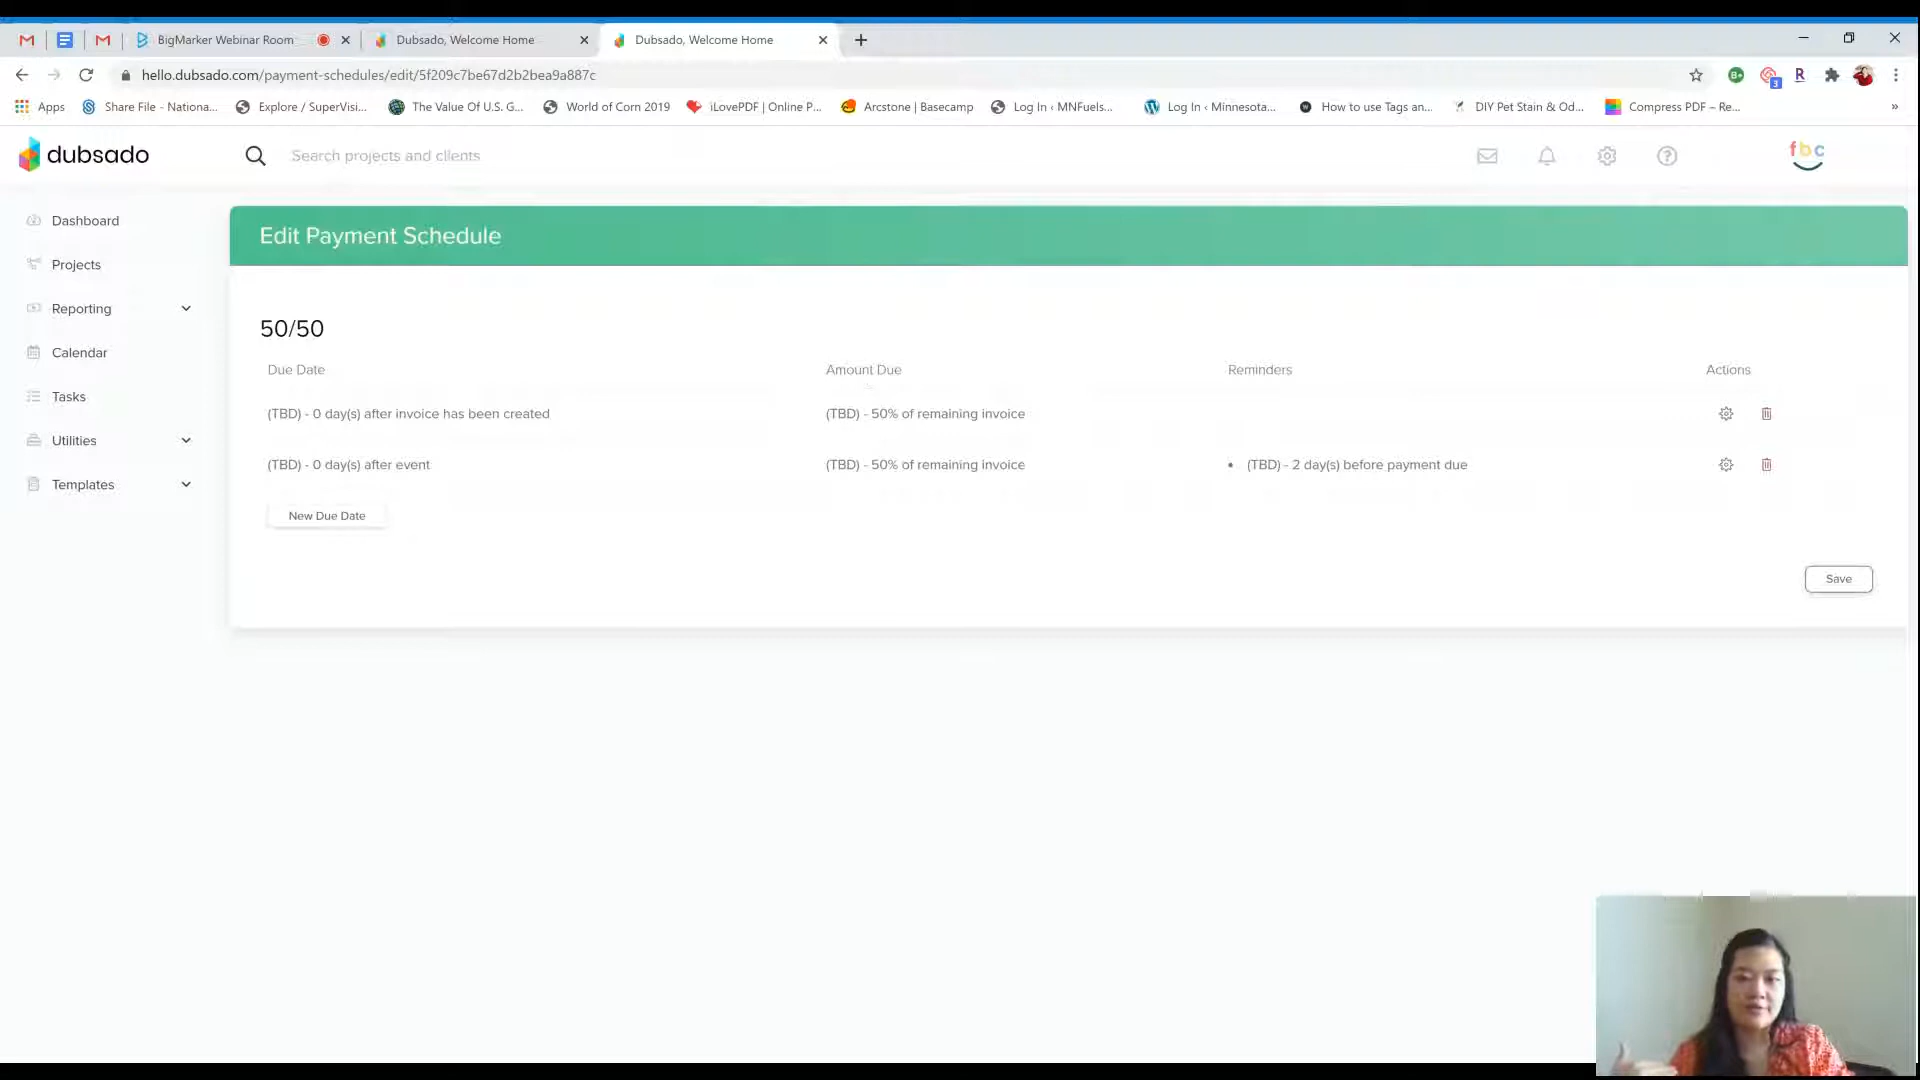 BigMarker Webinar Room
Dubsado, Welcome Home
Dubsado, Welcome Home
hello.dubsado.com/payment-schedules/edit/5f209c7be67d2b2bea9a887c
B+
3
R
Apps
Share File - Nationa...
Explore / SuperVisi...
The Value Of U.S. G...
World of Corn 2019
iLovePDF | Online P...
Arcstone | Basecamp
Log In ‹ MNFuels...
Log In ‹ Minnesota...
How to use Tags an...
DIY Pet Stain & Od...
Compress PDF – Re...
»
dubsado
Search projects and clients
fbc
Dashboard
Projects
Reporting
Calendar
Tasks
Utilities
Templates
Edit Payment Schedule
50/50
Due Date Amount Due Reminders Actions
(TBD) - 0 day(s) after invoice has been created (TBD) - 50% of remaining invoice
(TBD) - 0 day(s) after event (TBD) - 50% of remaining invoice • (TBD) - 2 day(s) before payment due
New Due Date
Save